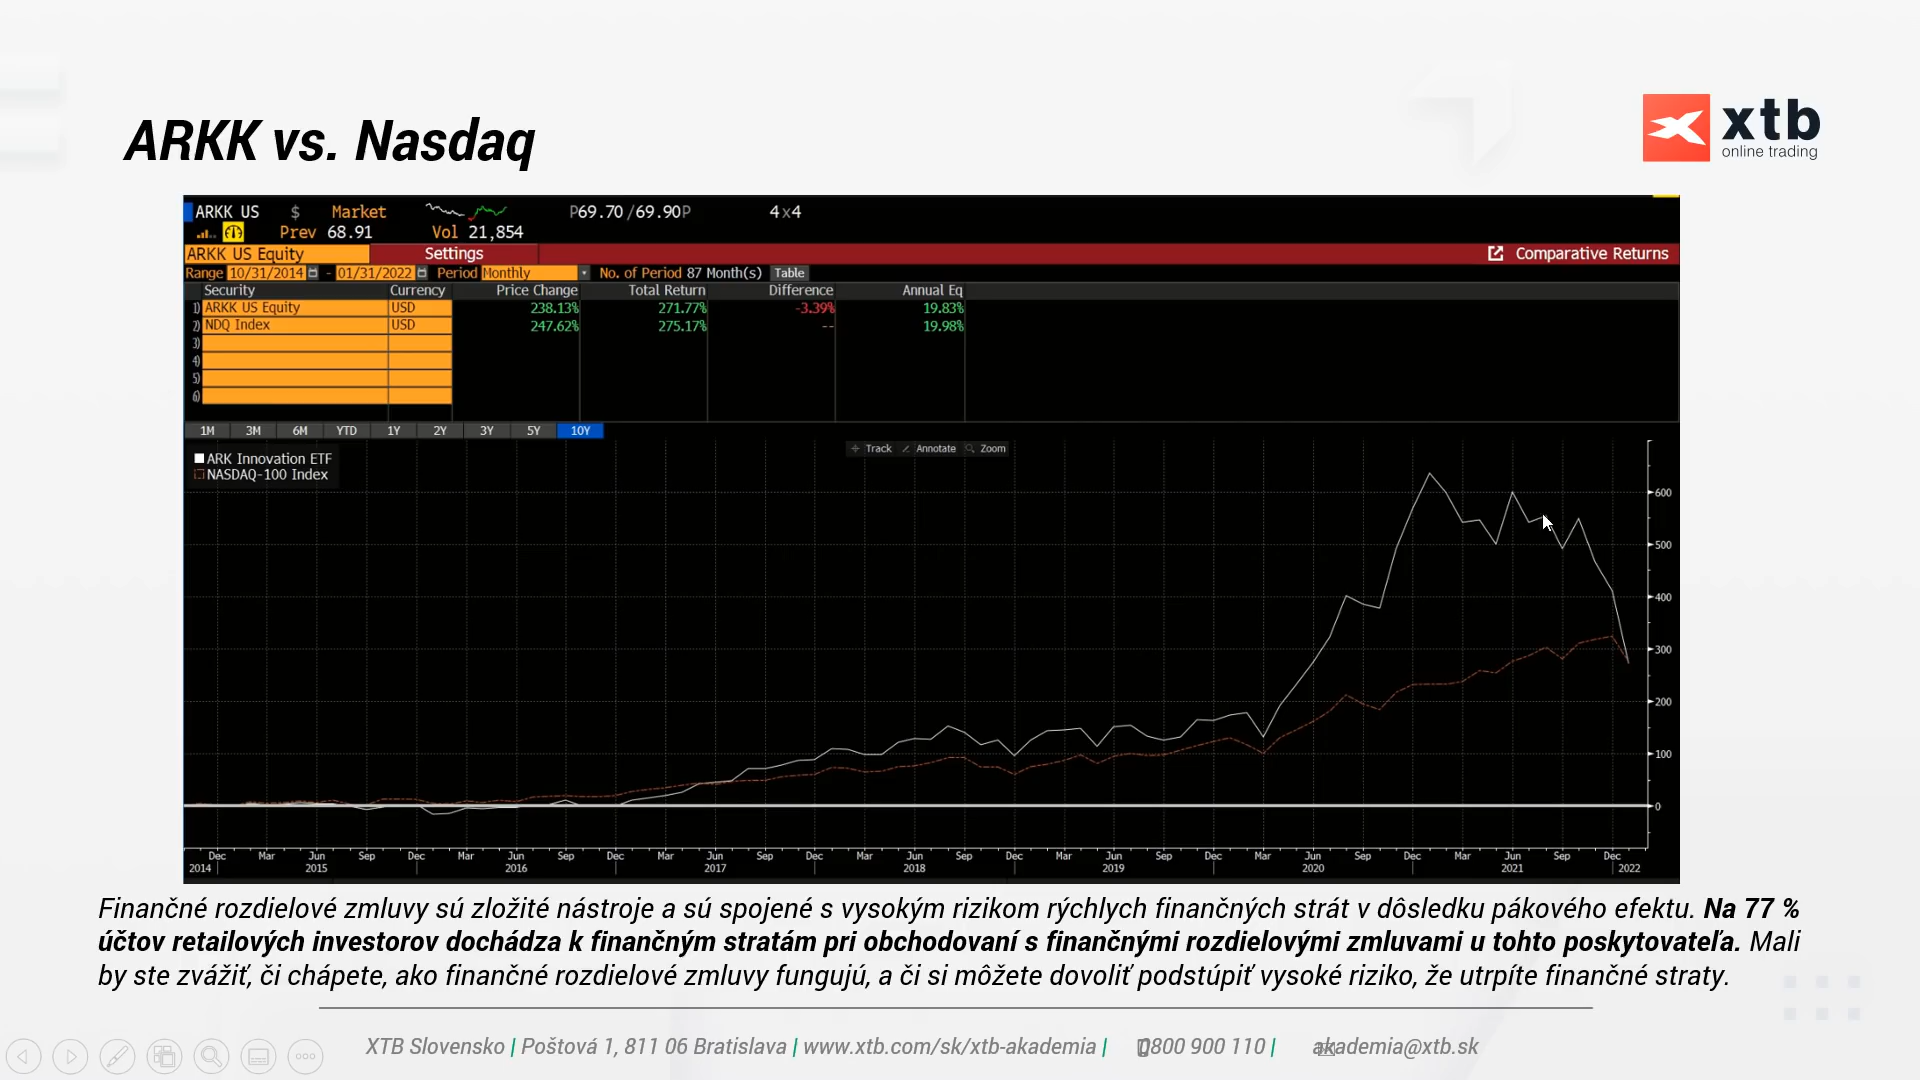 ARKK vs. Nasdaq
xtb
online trading
ARKK US $ Market P69.70 /69.90P 4x4
Prev 68.91 Vol 21,854
ARKK US Equity Settings Comparative Returns
Range 10/31/2014 - 01/31/2022 Period Monthly No. of Period 87 Month(s) Table
Security Currency Price Change Total Return Difference Annual Eq
1) ARKK US Equity USD 238.13% 271.77% -3.39% 19.83%
2) NDQ Index USD 247.62% 275.17% -- 19.98%
3)
4)
5)
6)
1M 3M 6M YTD 1Y 2Y 3Y 5Y 10Y
Track Annotate Zoom
ARK Innovation ETF
NASDAQ-100 Index
600
500
400
300
200
100
0
Dec Mar Jun Sep Dec Mar Jun Sep Dec Mar Jun Sep Dec Mar Jun Sep Dec Mar Jun Sep Dec Mar Jun Sep Dec Mar Jun Sep Dec
2014 2015 2016 2017 2018 2019 2020 2021 2022
Finančné rozdielové zmluvy sú zložité nástroje a sú spojené s vysokým rizikom rýchlych finančných strát v dôsledku pákového efektu. Na 77 %
účtov retailových investorov dochádza k finančným stratám pri obchodovaní s finančnými rozdielovými zmluvami u tohto poskytovateľa. Mali
by ste zvážiť, či chápete, ako finančné rozdielové zmluvy fungujú, a či si môžete dovoliť podstúpiť vysoké riziko, že utrpíte finančné straty.
XTB Slovensko | Poštová 1, 811 06 Bratislava | www.xtb.com/sk/xtb-akademia | 0800 900 110 | akademia@xtb.sk